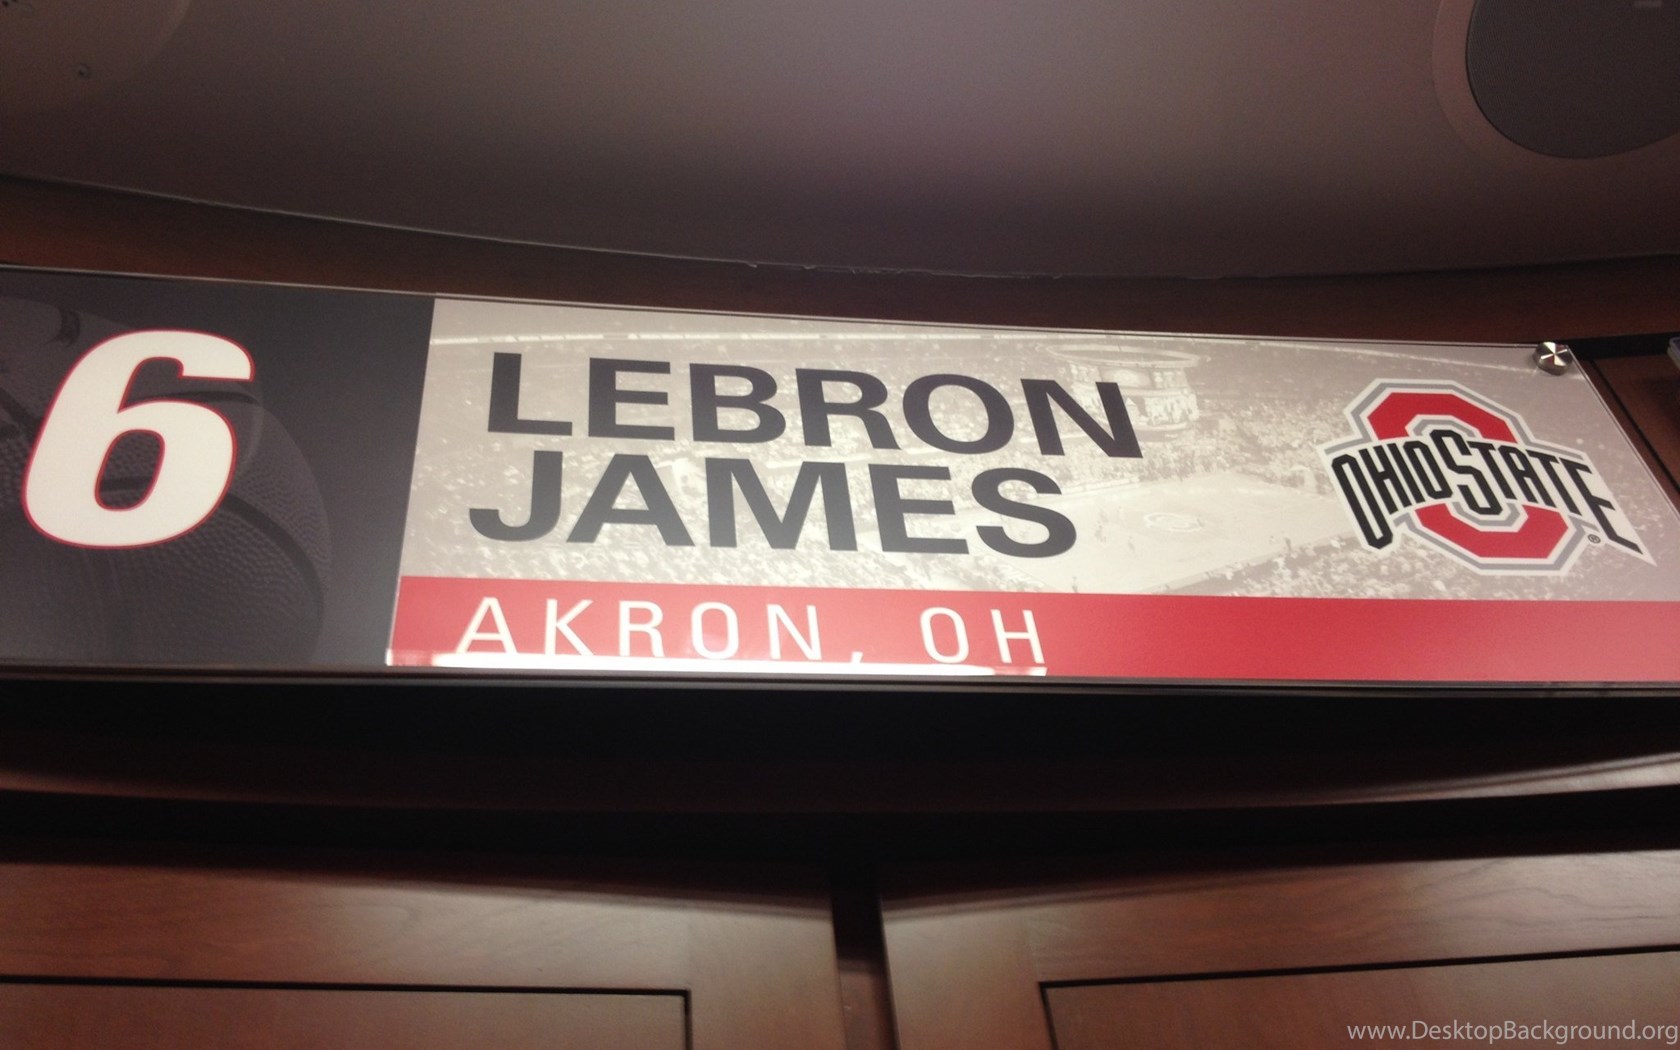 6
LEBRON
JAMES
OHIO STATE
®
AKRON, OH
www.DesktopBackground.org